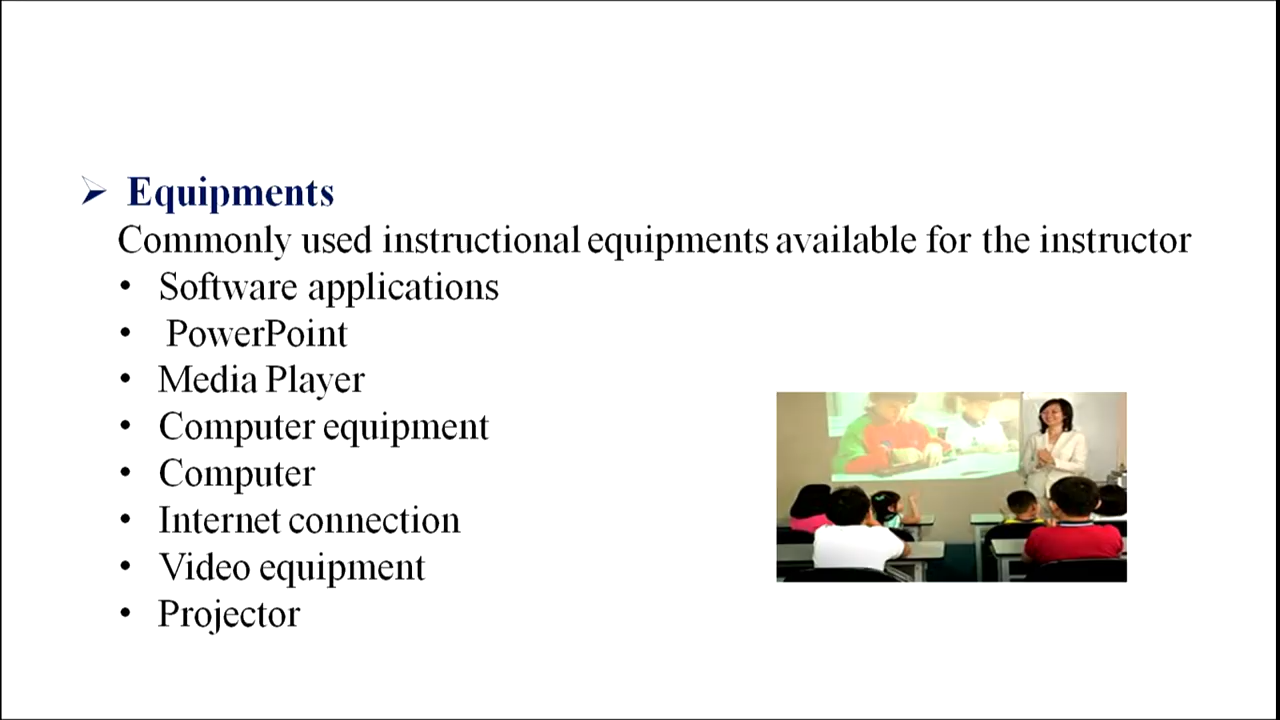 Equipments
Commonly used instructional equipments available for the instructor
• Software applications
• PowerPoint
• Media Player
• Computer equipment
• Computer
• Internet connection
• Video equipment
• Projector